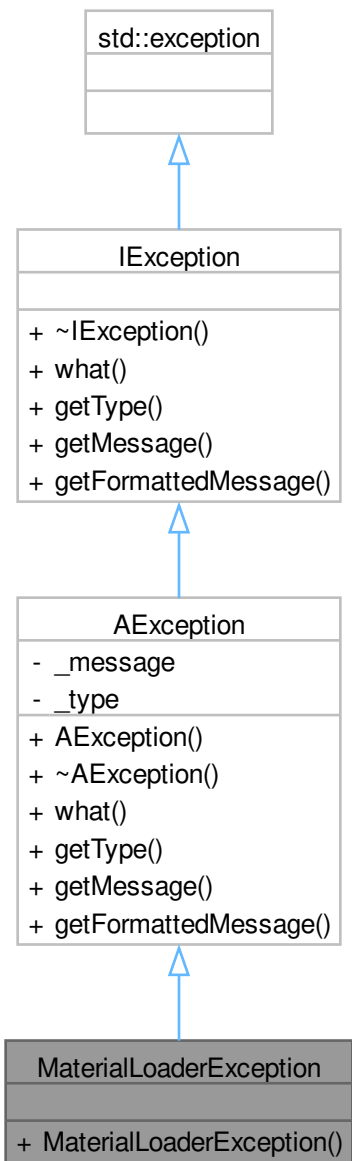 std::exception
IException
+ ~IException()
+ what()
+ getType()
+ getMessage()
+ getFormattedMessage()
AException
- _message
- _type
+ AException()
+ ~AException()
+ what()
+ getType()
+ getMessage()
+ getFormattedMessage()
MaterialLoaderException
+ MaterialLoaderException()